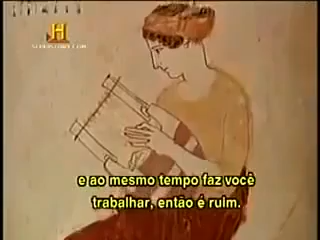 H
e ao mesmo tempo faz você
trabalhar, então é ruim.